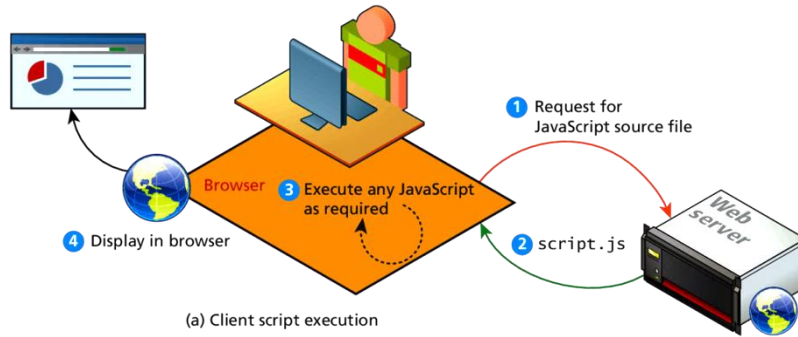 1 Request for
JavaScript source file
Web
server
Browser
3 Execute any JavaScript
as required
2 script.js
4 Display in browser
(a) Client script execution